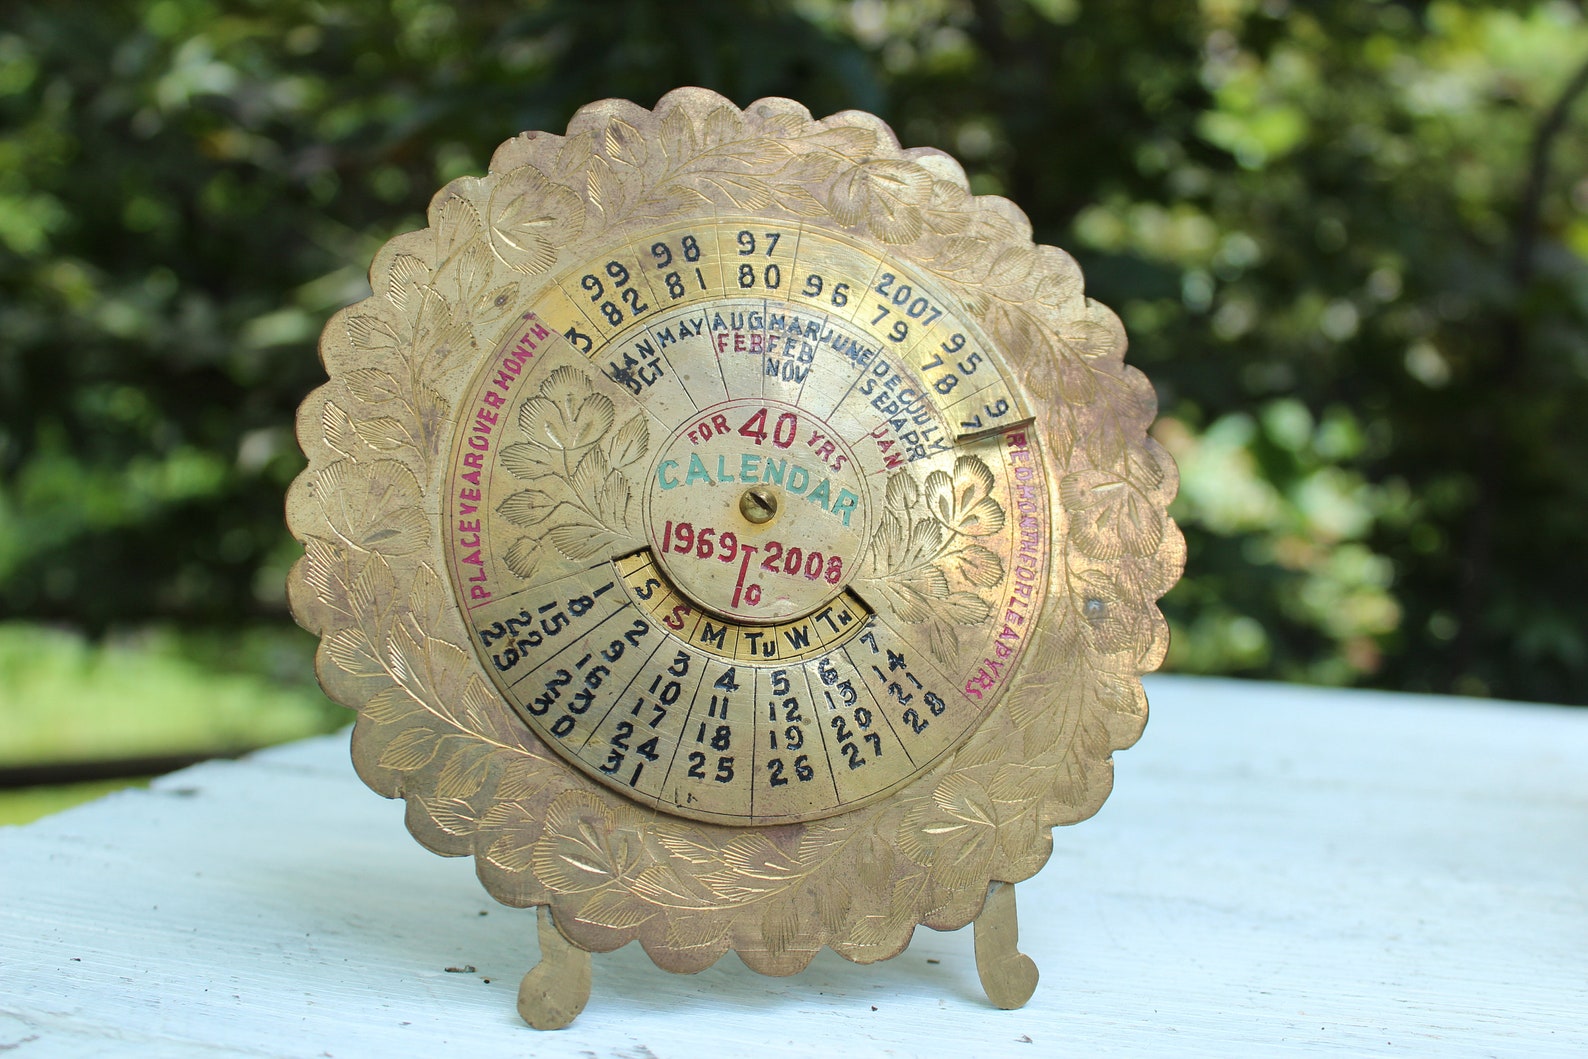 PLACE YEAR OVER MONTH
RED MONTH FOR LEAP YRS
99 98 97 96 2007 95
82 81 80 79 78
JAN MAY AUG MAR JUNE DEC JULY
OCT FEB FEB SEP APR
NOV JAN
FOR 40 YRS
CALENDAR
1969 To 2008
S S M TU W TH
1 2 3 4 5 6 7
8 9 10 11 12 13 14
15 16 17 18 19 20 21
22 23 24 25 26 27 28
29 30 31